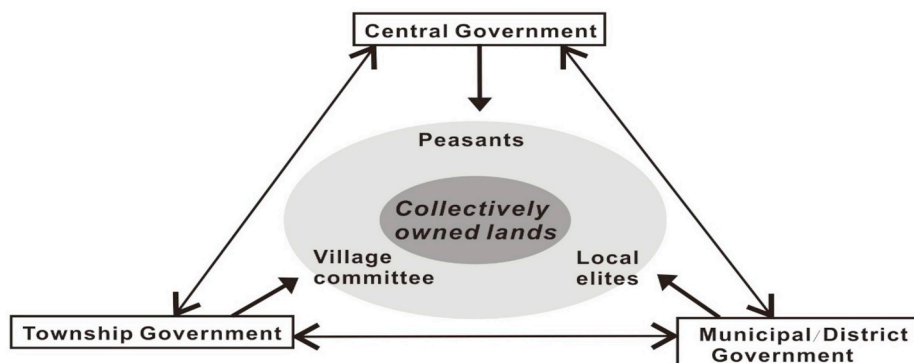 Central Government
Peasants
Collectively
owned lands
Village
committee
Local
elites
Township Government
Municipal/District
Government